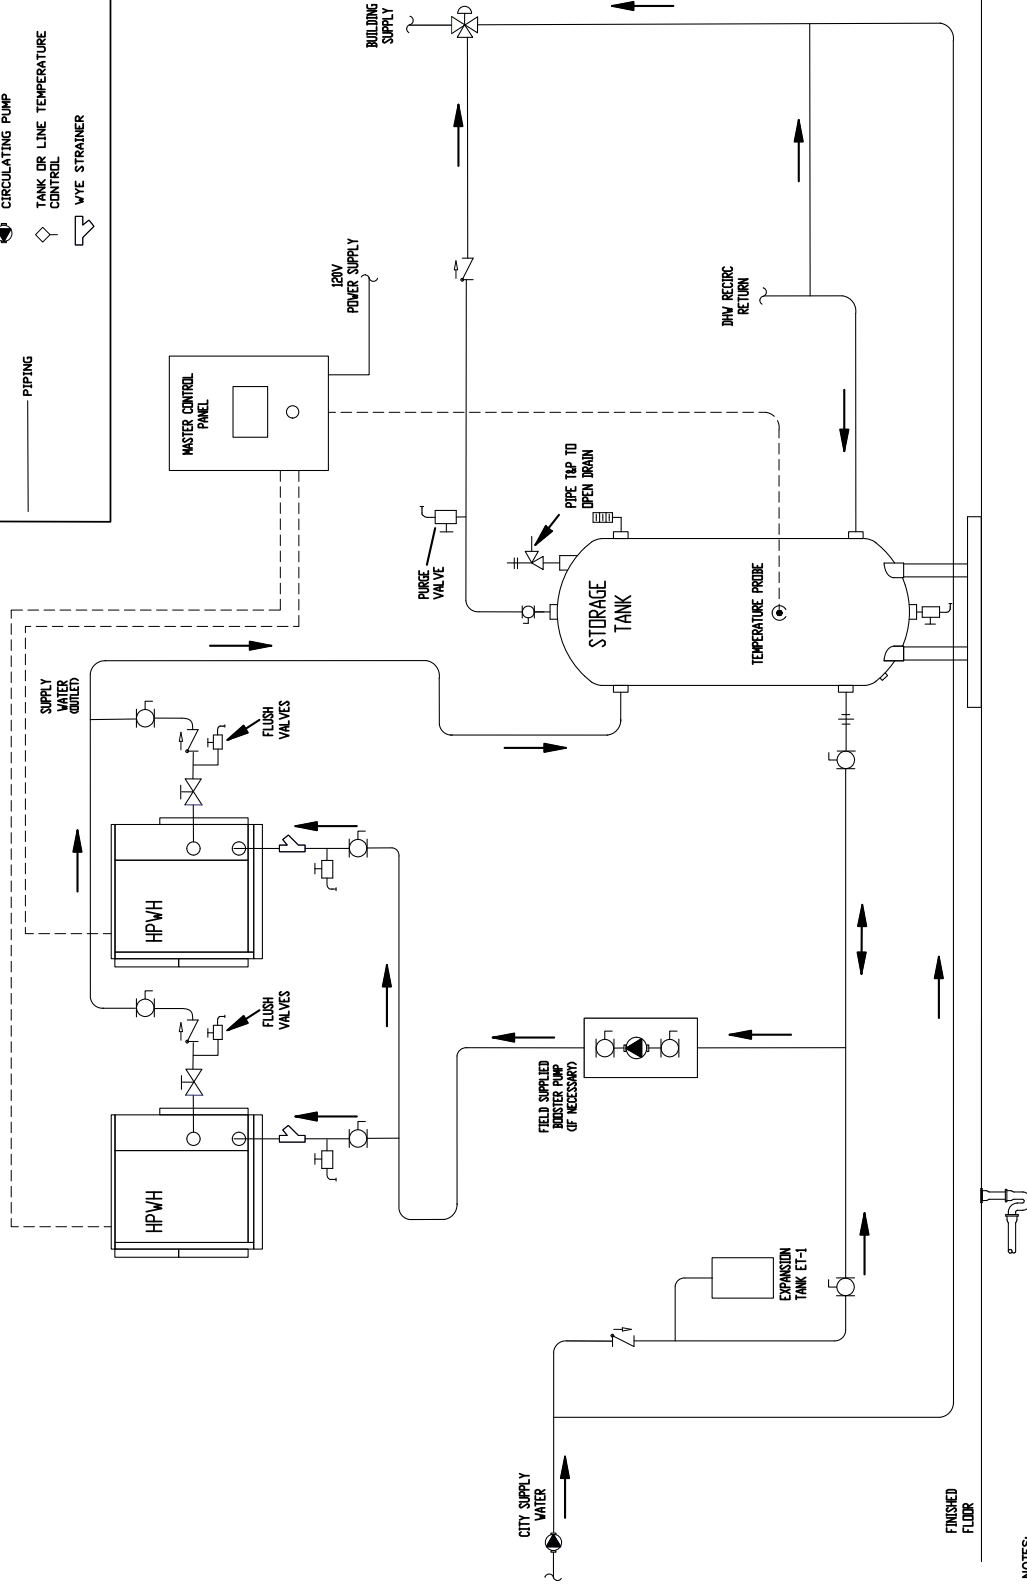 CIRCULATING PUMP
TANK OR LINE TEMPERATURE
CONTROL
WYE STRAINER
PIPING
BUILDING
SUPPLY
120V
POWER SUPPLY
MASTER CONTROL
PANEL
DHW RECIRC
RETURN
PIPE T&P TO
OPEN DRAIN
PURGE
VALVE
STORAGE
TANK
TEMPERATURE PROBE
SUPPLY
WATER
(OUTLET)
FLUSH
VALVES
HPWH
FLUSH
VALVES
HPWH
FIELD SUPPLIED
BOOSTER PUMP
(IF NECESSARY)
EXPANSION
TANK ET-1
CITY SUPPLY
WATER
FINISHED
FLOOR
NOTES: